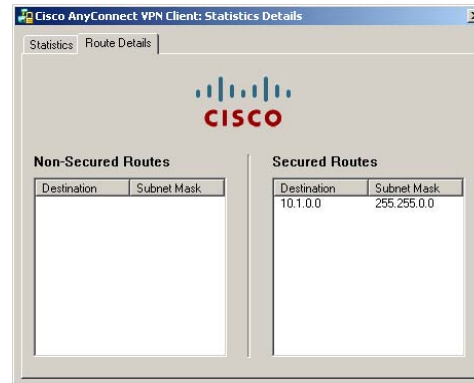 Cisco AnyConnect VPN Client: Statistics Details
Statistics Route Details
CISCO
Non-Secured Routes
Destination Subnet Mask
Secured Routes
Destination Subnet Mask
10.1.0.0 255.255.0.0